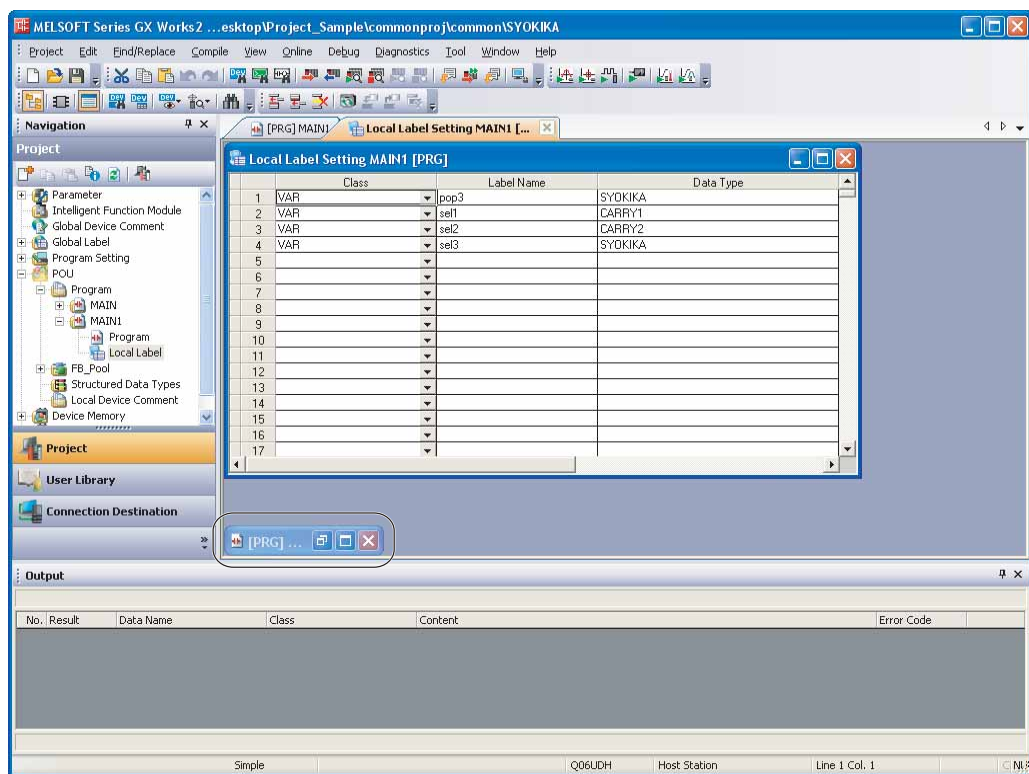 MELSOFT Series GX Works2 ...esktop\Project_Sample\commonproj\common\SYOKIKA
Project Edit Find/Replace Compile View Online Debug Diagnostics Tool Window Help
Navigation
[PRG] MAIN1
Local Label Setting MAIN1 [...
Project
Local Label Setting MAIN1 [PRG]
Class Label Name Data Type
1 VAR pop3 SYOKIKA
2 VAR sel1 CARRY1
3 VAR sel2 CARRY2
4 VAR sel3 SYOKIKA
5
6
7
8
9
10
11
12
13
14
15
16
17
Parameter
Intelligent Function Module
Global Device Comment
Global Label
Program Setting
POU
Program
MAIN
MAIN1
Program
Local Label
FB_Pool
Structured Data Types
Local Device Comment
Device Memory
Project
User Library
Connection Destination
[PRG] ...
Output
No. Result Data Name Class Content Error Code
Simple Q06UDH Host Station Line 1 Col. 1